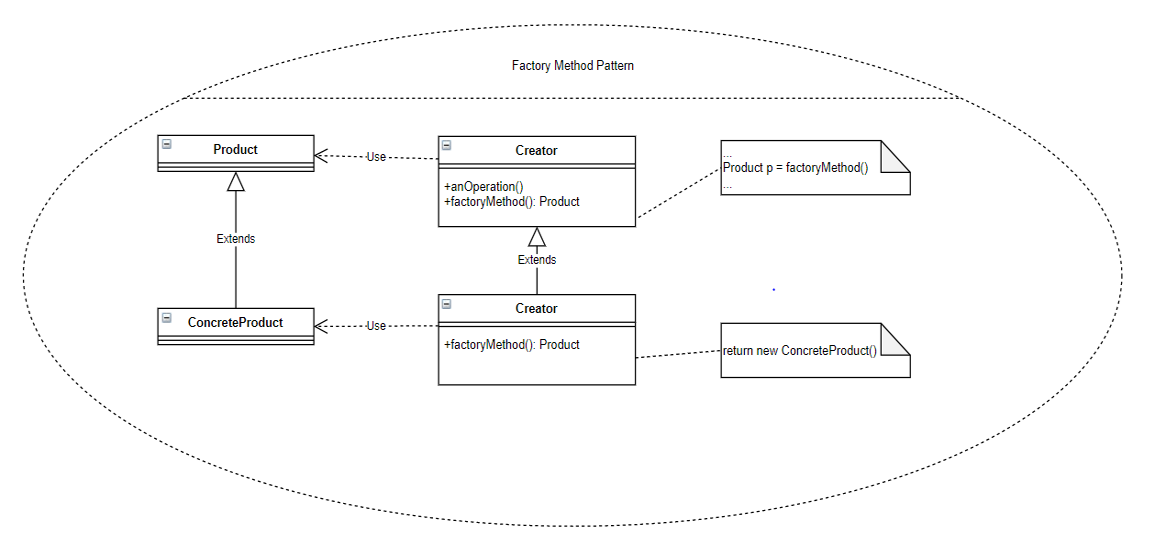 Factory Method Pattern
Product
Use
Creator
+anOperation()
+factoryMethod(): Product
...
Product p = factoryMethod()
...
Extends
Extends
ConcreteProduct
Use
Creator
+factoryMethod(): Product
return new ConcreteProduct()